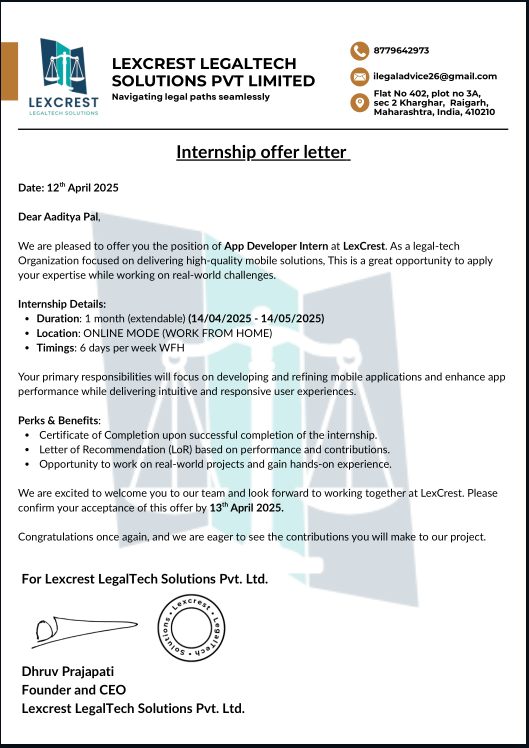 LEXCREST
LEGALTECH SOLUTIONS
LEXCREST LEGALTECH
SOLUTIONS PVT LIMITED
Navigating legal paths seamlessly
8779642973
ilegaladvice26@gmail.com
Flat No 402, plot no 3A,
sec 2 Kharghar, Raigarh,
Maharashtra, India, 410210
Internship offer letter
Date: 12th April 2025
Dear Aaditya Pal,
We are pleased to offer you the position of App Developer Intern at LexCrest. As a legal-tech
Organization focused on delivering high-quality mobile solutions, This is a great opportunity to apply
your expertise while working on real-world challenges.
Internship Details:
• Duration: 1 month (extendable) (14/04/2025 - 14/05/2025)
• Location: ONLINE MODE (WORK FROM HOME)
• Timings: 6 days per week WFH
Your primary responsibilities will focus on developing and refining mobile applications and enhance app
performance while delivering intuitive and responsive user experiences.
Perks & Benefits:
• Certificate of Completion upon successful completion of the internship.
• Letter of Recommendation (LoR) based on performance and contributions.
• Opportunity to work on real-world projects and gain hands-on experience.
We are excited to welcome you to our team and look forward to working together at LexCrest. Please
confirm your acceptance of this offer by 13th April 2025.
Congratulations once again, and we are eager to see the contributions you will make to our project.
For Lexcrest LegalTech Solutions Pvt. Ltd.
Lexcrest • LegalTech • Solutions •
Dhruv Prajapati
Founder and CEO
Lexcrest LegalTech Solutions Pvt. Ltd.